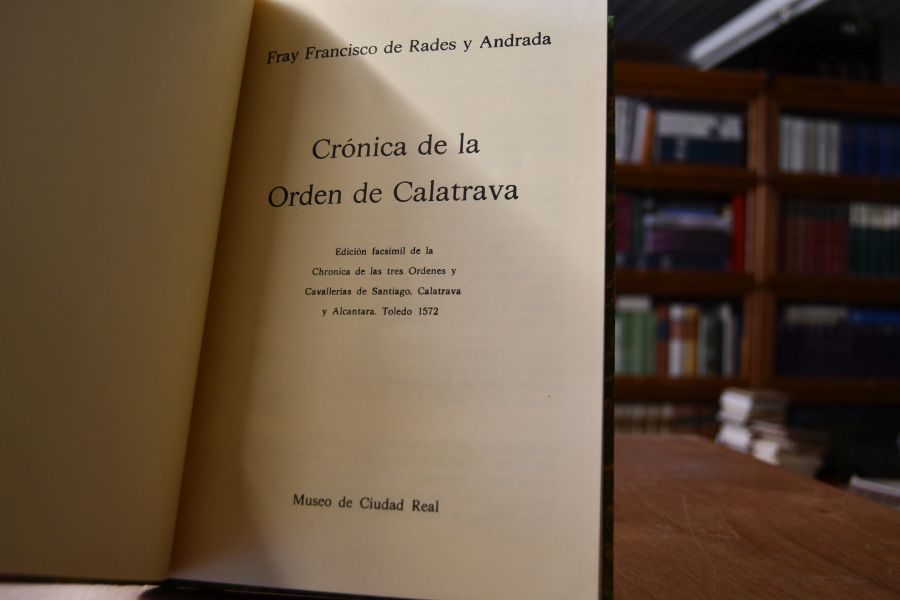 Fray Francisco de Rades y Andrada
Crónica de la
Orden de Calatrava
Edición facsimil de la
Chronica de las tres Ordenes y
Cavallerias de Santiago, Calatrava
y Alcantara. Toledo 1572
Museo de Ciudad Real